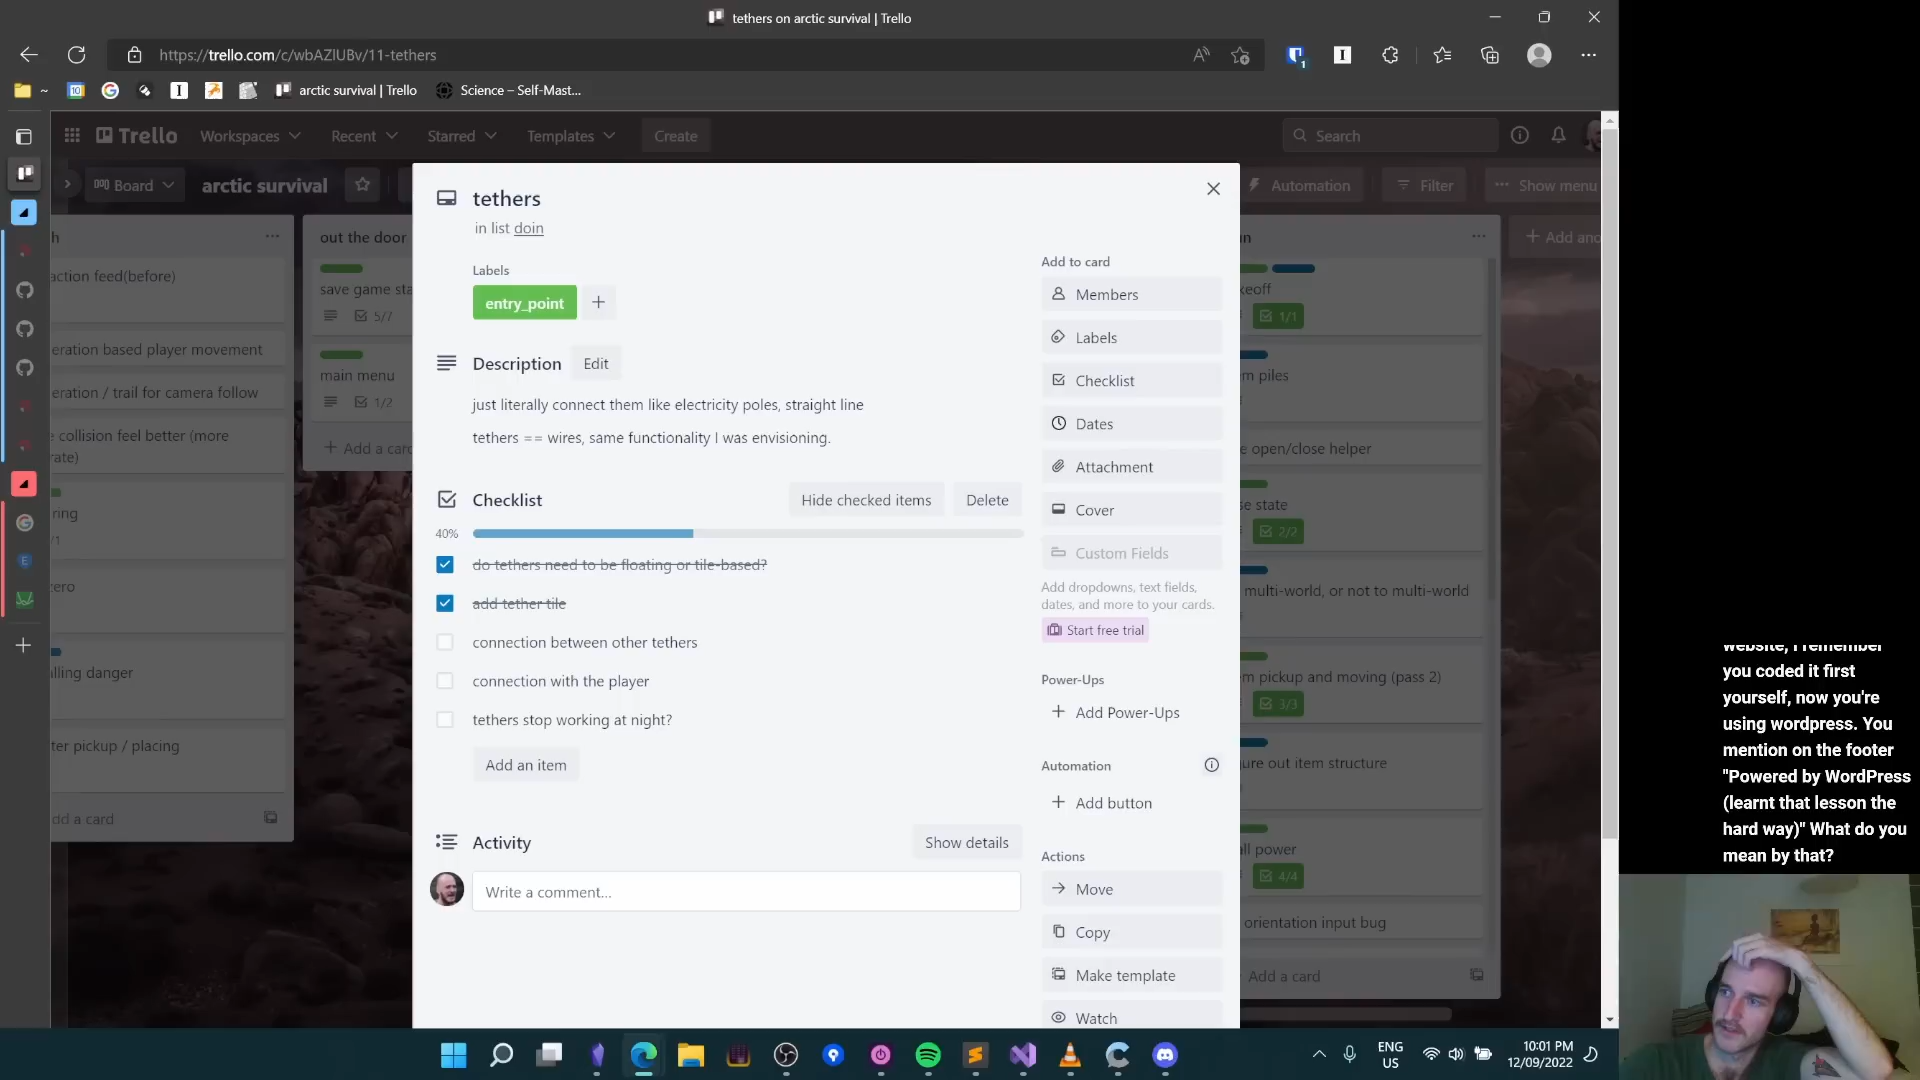 tethers on arctic survival | Trello
https://trello.com/c/wbAZlUBv/11-tethers
arctic survival | Trello
Science – Self-Mast...
Trello
Workspaces
Recent
Starred
Templates
Create
Search
Board
arctic survival
Automation
Filter
Show menu
h
action feed(before)
eration based player movement
eration / trail for camera follow
e collision feel better (more
rate)
ring
/1
zero
alling danger
ter pickup / placing
dd a card
out the door
save game sta
5/7
main menu
1/2
+ Add a card
tethers
in list doin
Labels
entry_point
Description
Edit
just literally connect them like electricity poles, straight line
tethers == wires, same functionality I was envisioning.
Checklist
Hide checked items
Delete
40%
do tethers need to be floating or tile-based?
add tether tile
connection between other tethers
connection with the player
tethers stop working at night?
Add an item
Activity
Show details
Write a comment...
Add to card
Members
Labels
Checklist
Dates
Attachment
Cover
Custom Fields
Add dropdowns, text fields,
dates, and more to your cards.
Start free trial
Power-Ups
+ Add Power-Ups
Automation
+ Add button
Actions
Move
Copy
Make template
Watch
keoff
1/1
m piles
e open/close helper
se state
2/2
multi-world, or not to multi-world
m pickup and moving (pass 2)
3/3
ure out item structure
all power
4/4
orientation input bug
Add a card
+ Add ano
website, I remember
you coded it first
yourself, now you're
using wordpress. You
mention on the footer
"Powered by WordPress
(learnt that lesson the
hard way)" What do you
mean by that?
ENG
US
10:01 PM
12/09/2022